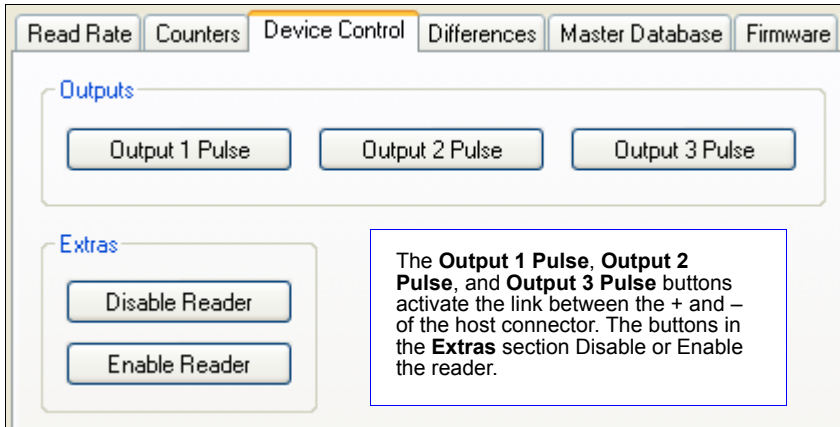 Read Rate Counters Device Control Differences Master Database Firmware
Outputs
Output 1 Pulse Output 2 Pulse Output 3 Pulse
Extras
Disable Reader
Enable Reader
The Output 1 Pulse, Output 2
Pulse, and Output 3 Pulse buttons
activate the link between the + and –
of the host connector. The buttons in
the Extras section Disable or Enable
the reader.